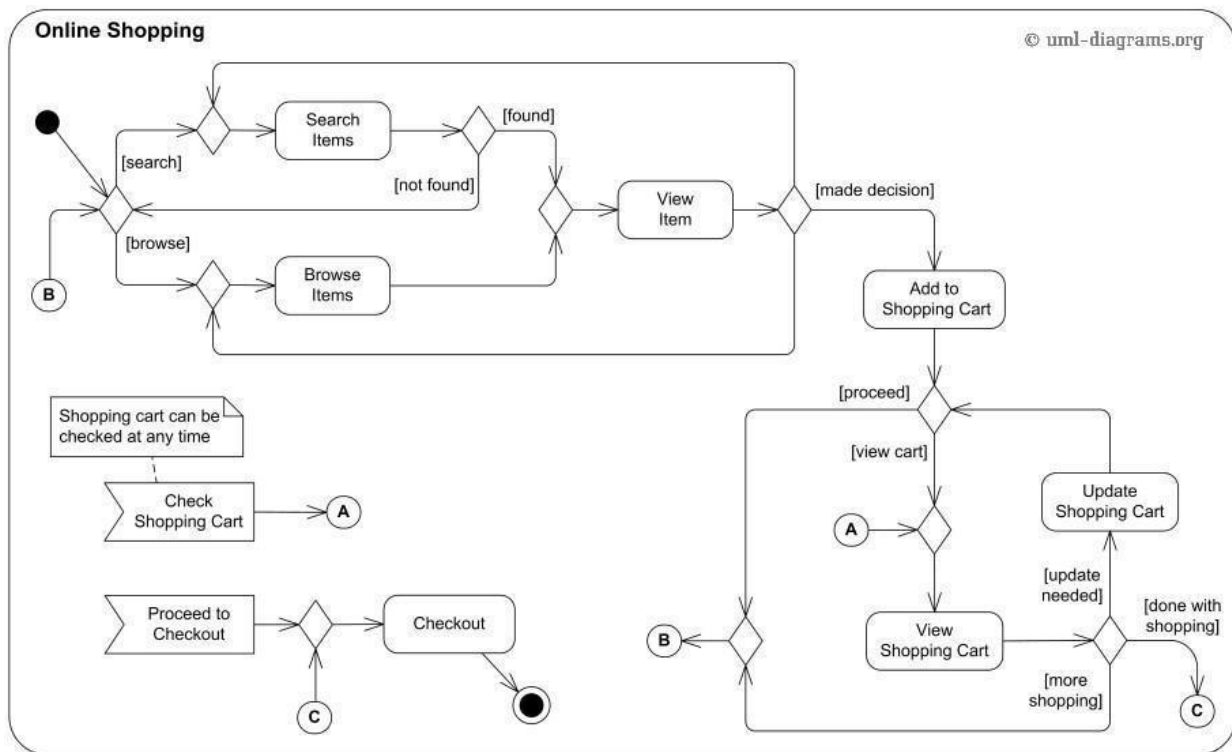 Online Shopping
© uml-diagrams.org
Search
Items
[found]
[search]
[not found]
[made decision]
View
Item
[browse]
Browse
Items
B
Add to
Shopping Cart
[proceed]
Shopping cart can be
checked at any time
[view cart]
Check
Shopping Cart
A
Update
Shopping Cart
A
[update
needed]
[done with
shopping]
Proceed to
Checkout
Checkout
B
View
Shopping Cart
[more
shopping]
C
C